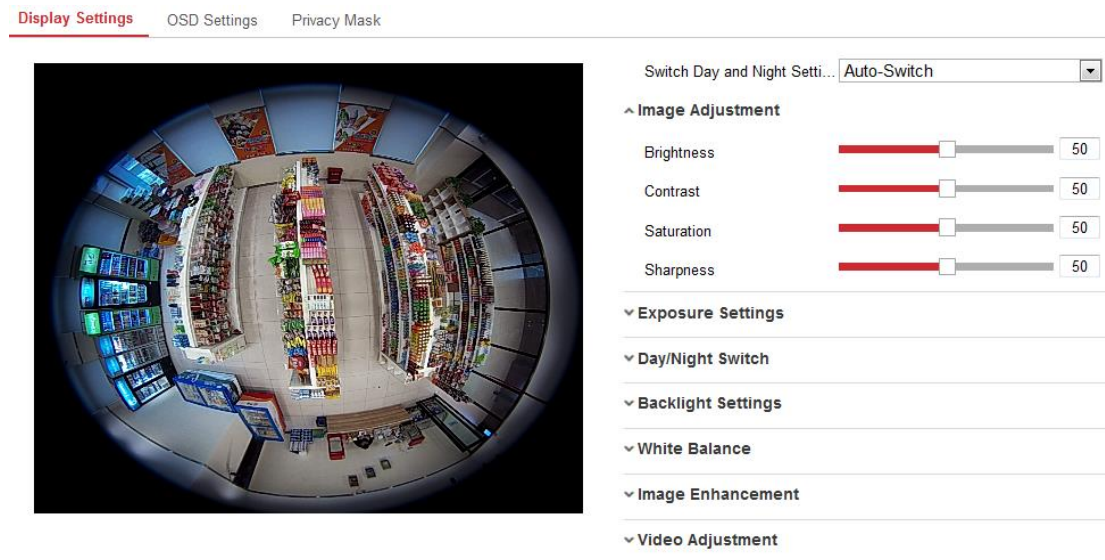 Display Settings OSD Settings Privacy Mask
Switch Day and Night Setti... Auto-Switch
Image Adjustment
Brightness 50
Contrast 50
Saturation 50
Sharpness 50
Exposure Settings
Day/Night Switch
Backlight Settings
White Balance
Image Enhancement
Video Adjustment